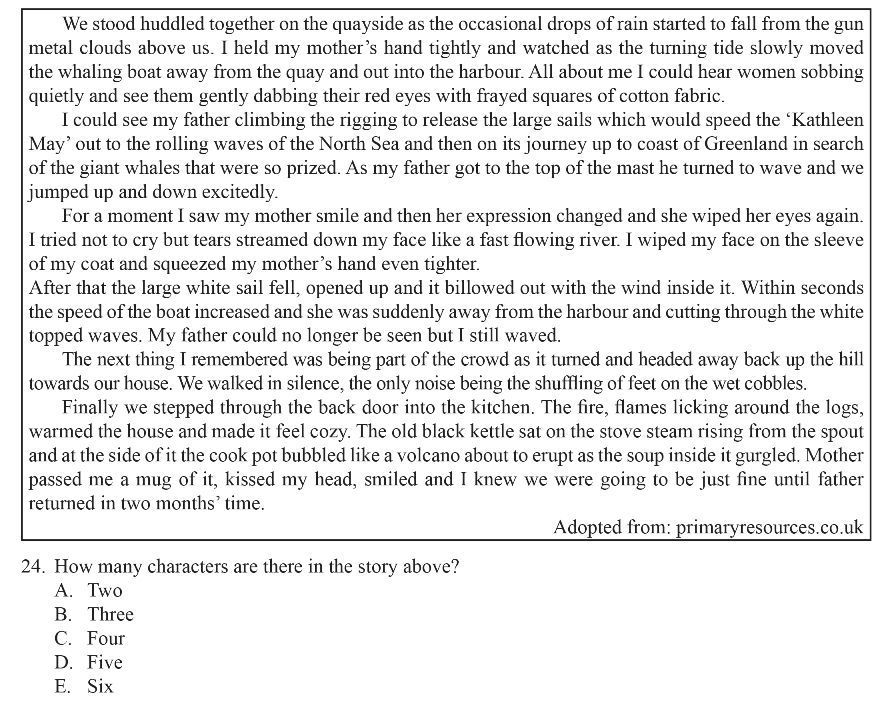 We stood huddled together on the quayside as the occasional drops of rain started to fall from the gun
metal clouds above us. I held my mother’s hand tightly and watched as the turning tide slowly moved
the whaling boat away from the quay and out into the harbour. All about me I could hear women sobbing
quietly and see them gently dabbing their red eyes with frayed squares of cotton fabric.
I could see my father climbing the rigging to release the large sails which would speed the ‘Kathleen
May’ out to the rolling waves of the North Sea and then on its journey up to coast of Greenland in search
of the giant whales that were so prized. As my father got to the top of the mast he turned to wave and we
jumped up and down excitedly.
For a moment I saw my mother smile and then her expression changed and she wiped her eyes again.
I tried not to cry but tears streamed down my face like a fast flowing river. I wiped my face on the sleeve
of my coat and squeezed my mother’s hand even tighter.
After that the large white sail fell, opened up and it billowed out with the wind inside it. Within seconds
the speed of the boat increased and she was suddenly away from the harbour and cutting through the white
topped waves. My father could no longer be seen but I still waved.
The next thing I remembered was being part of the crowd as it turned and headed away back up the hill
towards our house. We walked in silence, the only noise being the shuffling of feet on the wet cobbles.
Finally we stepped through the back door into the kitchen. The fire, flames licking around the logs,
warmed the house and made it feel cozy. The old black kettle sat on the stove steam rising from the spout
and at the side of it the cook pot bubbled like a volcano about to erupt as the soup inside it gurgled. Mother
passed me a mug of it, kissed my head, smiled and I knew we were going to be just fine until father
returned in two months’ time.
Adopted from: primaryresources.co.uk
24. How many characters are there in the story above?
A. Two
B. Three
C. Four
D. Five
E. Six